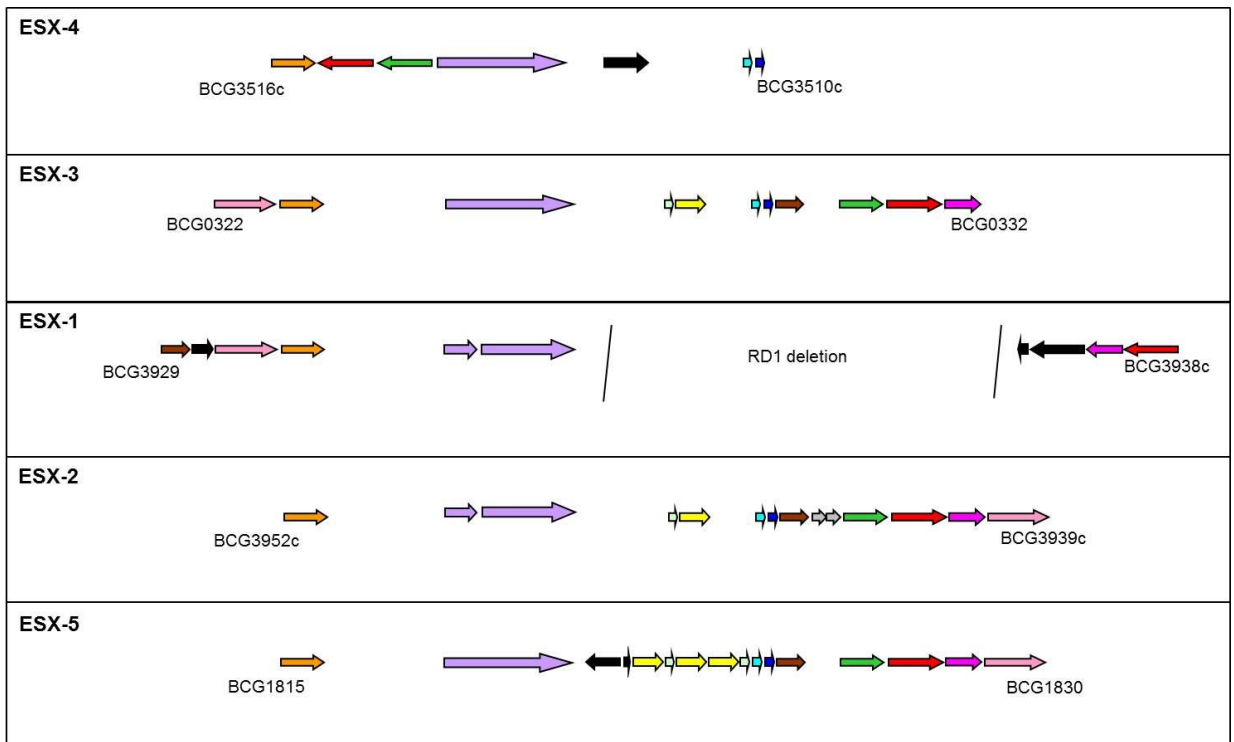 ESX-4
BCG3516c
BCG3510c
ESX-3
BCG0322
BCG0332
ESX-1
RD1 deletion
BCG3929
BCG3938c
ESX-2
BCG3952c
BCG3939c
ESX-5
BCG1815
BCG1830